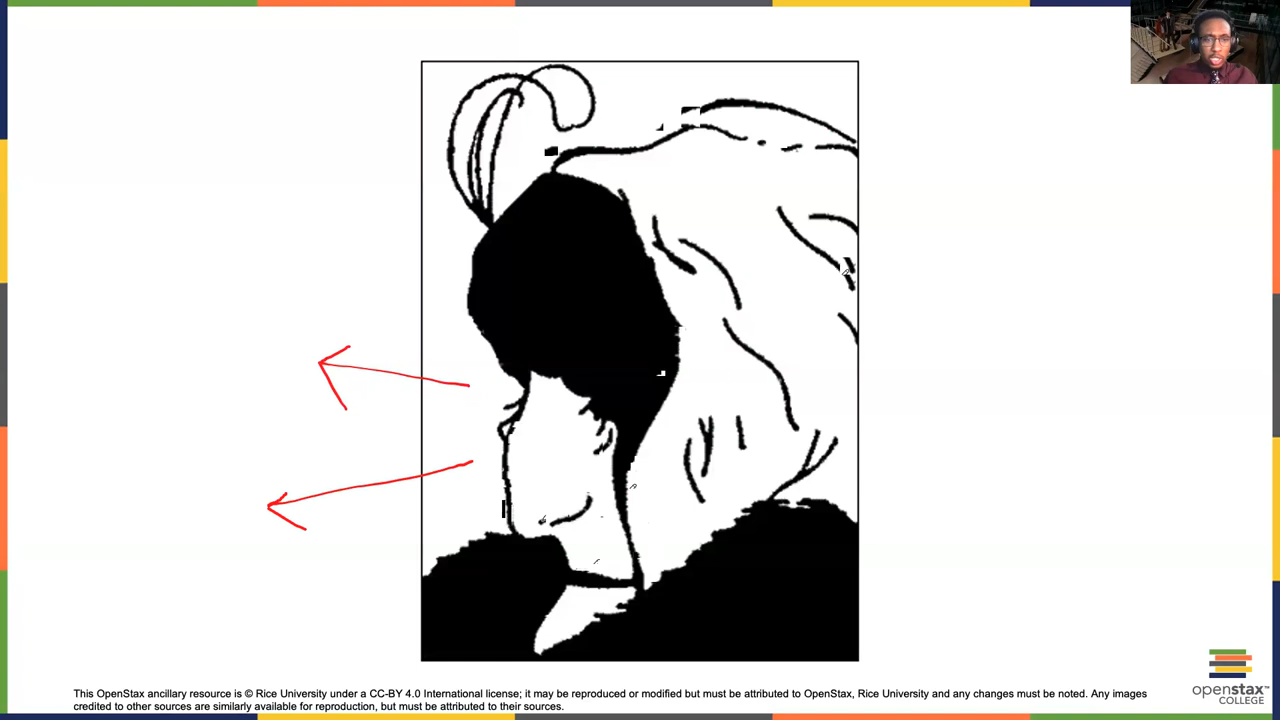 This OpenStax ancillary resource is © Rice University under a CC-BY 4.0 International license; it may be reproduced or modified but must be attributed to OpenStax, Rice University and any changes must be noted. Any images
credited to other sources are similarly available for reproduction, but must be attributed to their sources.
openstax™
COLLEGE